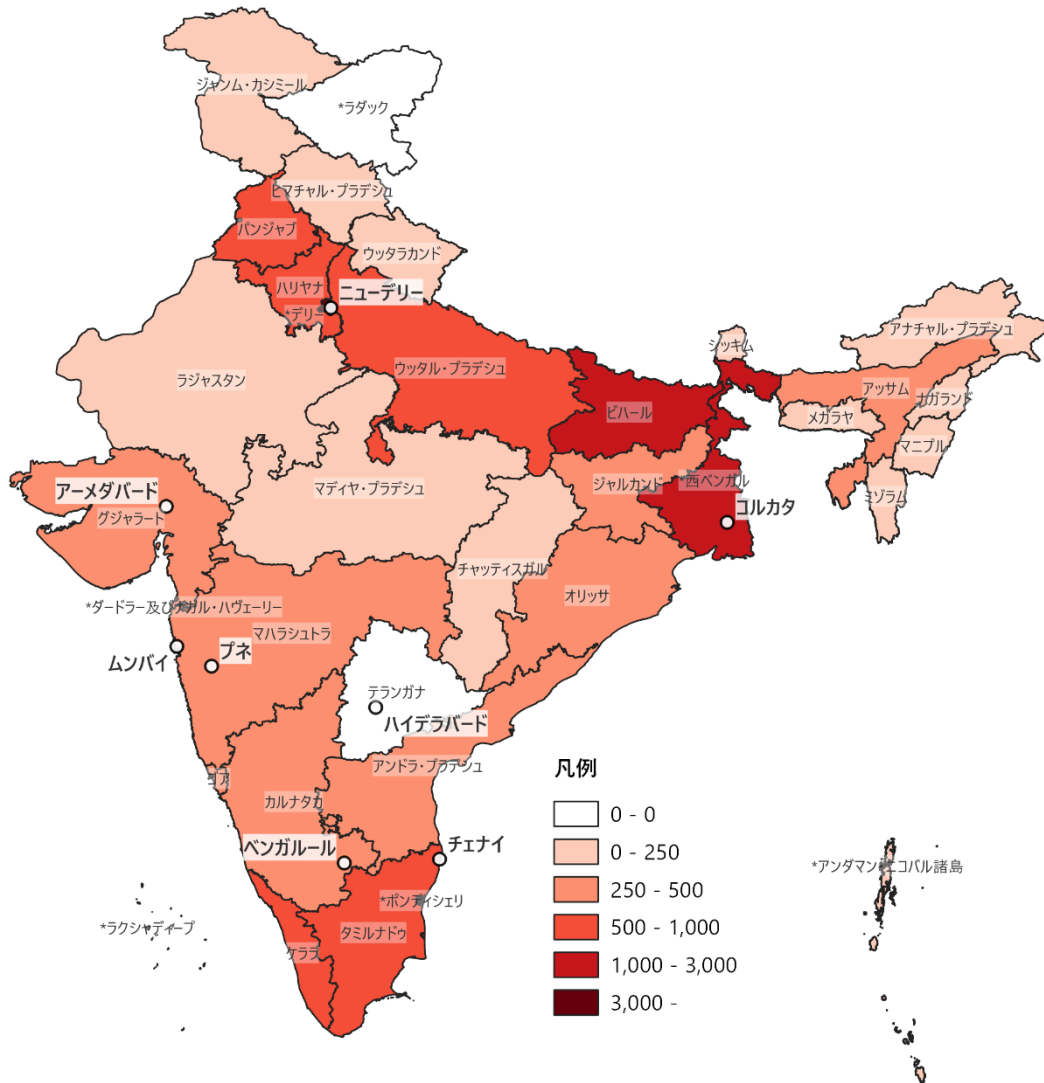 ジャンム・カシミール
*ラダック
ヒマチャル・プラデシュ
パンジャブ
ウッタラカンド
ハリヤナ
ニューデリー
*デリー
アナチャル・プラデシュ
シッキム
ウッタル・プラデシュ
ラジャスタン
アッサム
ナガランド
ビハール
メガラヤ
マニプル
ジャルカンド
*西ベンガル
マディヤ・プラデシュ
アーメダバード
ミゾラム
コルカタ
グジャラート
チャッティスガル
オリッサ
*ダードラー及びナガル・ハヴェーリー
マハラシュトラ
プネ
ムンバイ
テランガナ
ハイデラバード
アンドラ・プラデシュ
ゴア
カルナタカ
ベンガルール
チェナイ
*ポンディシェリ
*ラクシャディープ
タミルナドゥ
ケララ
*アンダマン・ニコバル諸島
凡例
0 - 0
0 - 250
250 - 500
500 - 1,000
1,000 - 3,000
3,000 -